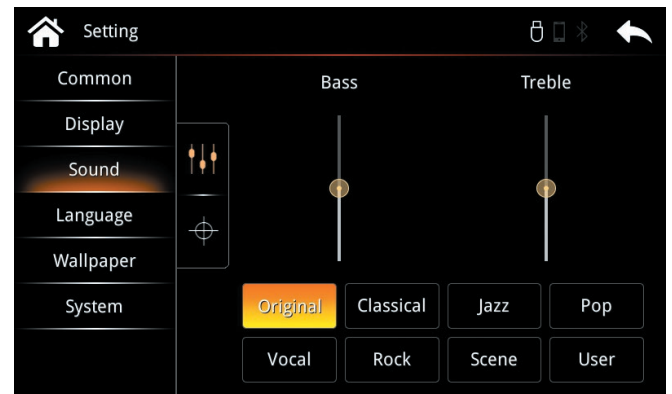 Setting
Common
Display
Sound
Language
Wallpaper
System
Bass Treble
Original Classical Jazz Pop
Vocal Rock Scene User